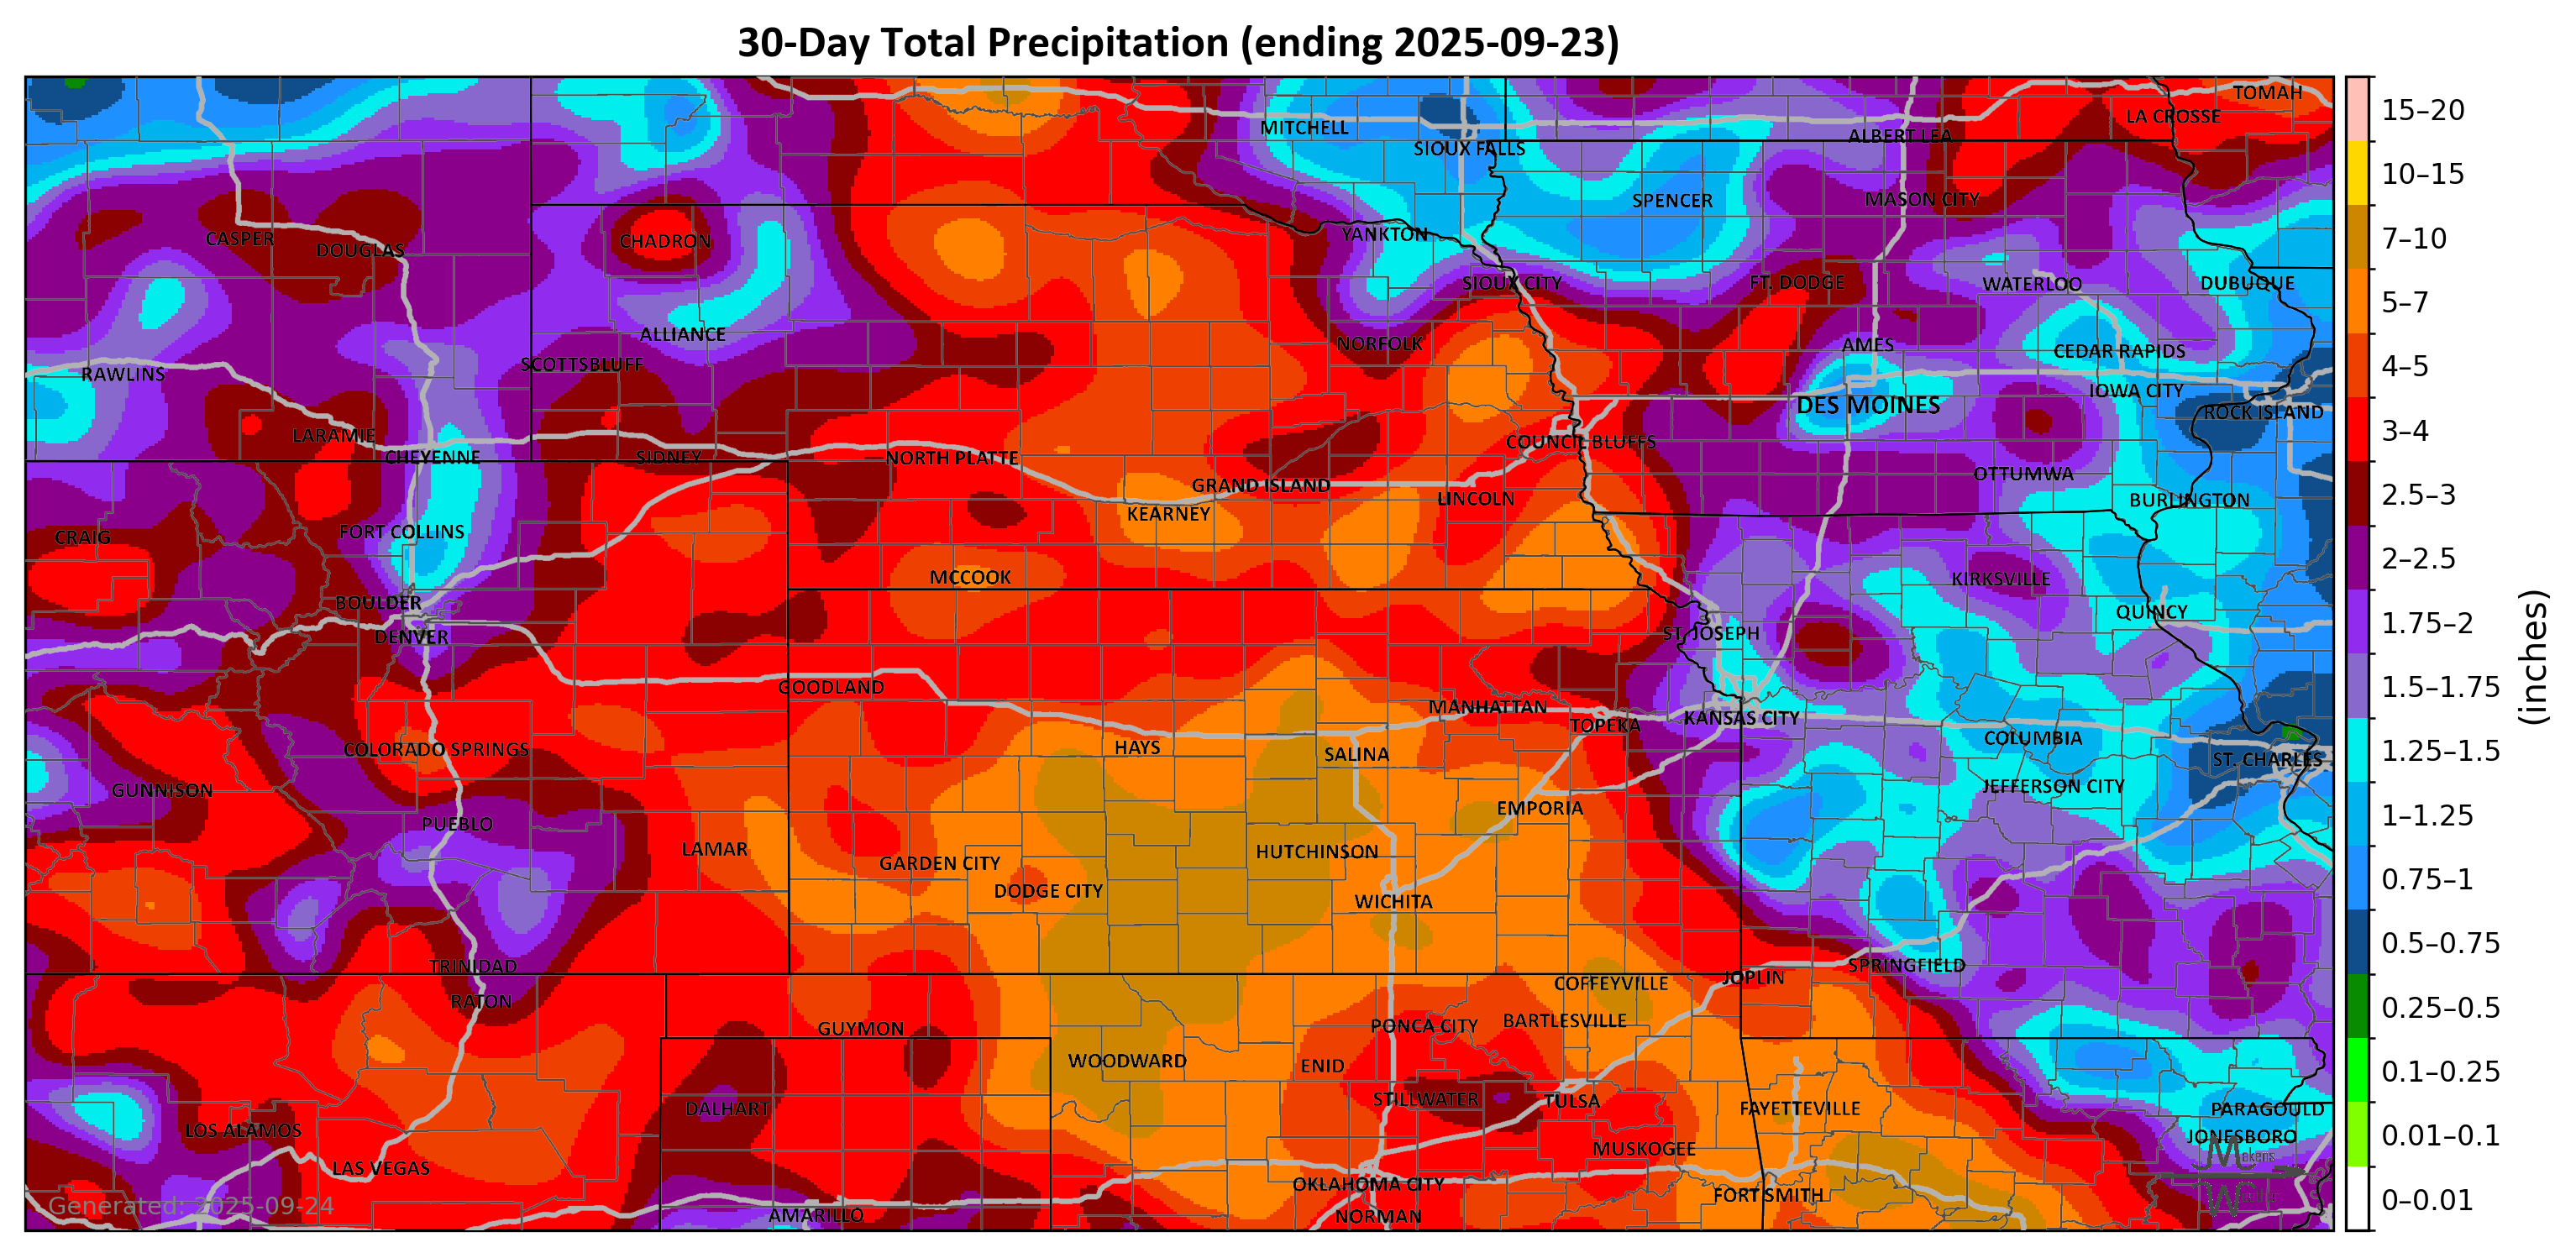 30-Day Total Precipitation (ending 2025-09-23)
TOMAH
LA CROSSE
MITCHELL
ALBERT LEA
SIOUX FALLS
SPENCER
MASON CITY
CASPER
DOUGLAS
CHADRON
YANKTON
SIOUX CITY
FT. DODGE
WATERLOO
DUBUQUE
ALLIANCE
NORFOLK
AMES
CEDAR RAPIDS
SCOTTSBLUFF
RAWLINS
IOWA CITY
DES MOINES
ROCK ISLAND
LARAMIE
COUNCIL BLUFFS
CHEYENNE
SIDNEY
NORTH PLATTE
OTTUMWA
GRAND ISLAND
LINCOLN
BURLINGTON
KEARNEY
FORT COLLINS
CRAIG
MCCOOK
KIRKSVILLE
BOULDER
QUINCY
DENVER
ST. JOSEPH
GOODLAND
MANHATTAN
KANSAS CITY
TOPEKA
COLUMBIA
COLORADO SPRINGS
HAYS
SALINA
ST. CHARLES
GUNNISON
JEFFERSON CITY
EMPORIA
PUEBLO
LAMAR
HUTCHINSON
GARDEN CITY
DODGE CITY
WICHITA
TRINIDAD
SPRINGFIELD
JOPLIN
COFFEYVILLE
RATON
GUYMON
PONCA CITY
BARTLESVILLE
WOODWARD
ENID
STILLWATER
TULSA
DALHART
FAYETTEVILLE
PARAGOULD
LOS ALAMOS
JONESBORO
MUSKOGEE
LAS VEGAS
OKLAHOMA CITY
FORT SMITH
AMARILLO
NORMAN
Generated: 2025-09-24
15–20
10–15
7–10
5–7
4–5
3–4
2.5–3
2–2.5
1.75–2
1.5–1.75
1.25–1.5
1–1.25
0.75–1
0.5–0.75
0.25–0.5
0.1–0.25
0.01–0.1
0–0.01
(inches)